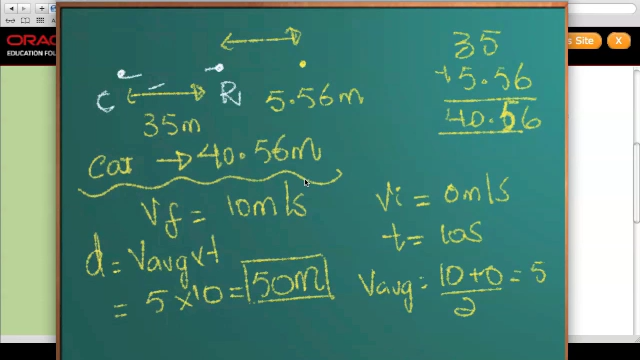 ORAC
EDUCATION FOUN
s Site
X
35
+5.56
40.56
C
R
5.56m
35m
Car → 40.56m
Vf = 10m/s
Vi = 0m/s
t = 10s
d = Vavg x t
= 5 x 10 = 50m
Vavg = 10 + 0 = 5
2